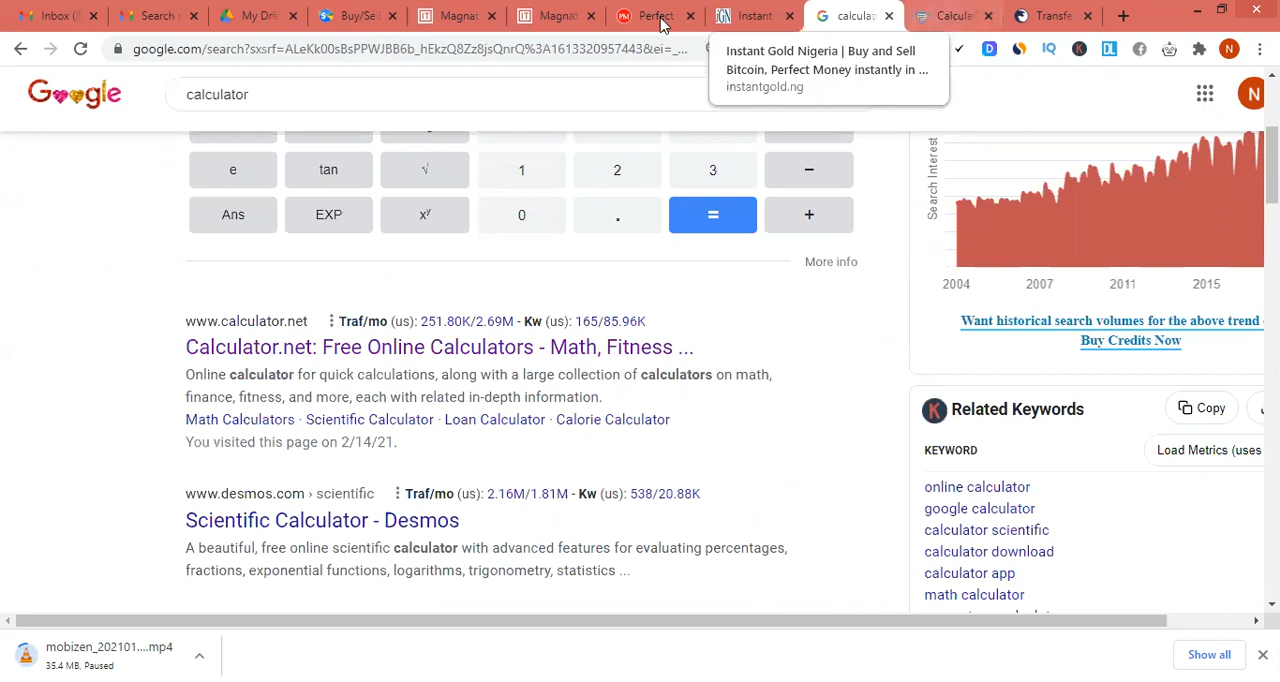 Inbox (
Search
My Dri
Buy/Se
Magnat
Magnat
PM
Perfect
IGN
Instant
calculat
Calcula
Transfe
google.com/search?sxsrf=ALeKk00sBsPPWJBB6b_hEkzQ8Zz8jsQnrQ%3A1613320957443&ei=_...
D
IQ
K
DL
N
Instant Gold Nigeria | Buy and Sell
Bitcoin, Perfect Money instantly in ...
instantgold.ng
Google
calculator
N
e tan √ 1 2 3 −
Ans EXP xʸ 0 . = +
More info
www.calculator.net Traf/mo (us): 251.80K/2.69M - Kw (us): 165/85.96K
Calculator.net: Free Online Calculators - Math, Fitness ...
Online calculator for quick calculations, along with a large collection of calculators on math,
finance, fitness, and more, each with related in-depth information.
Math Calculators · Scientific Calculator · Loan Calculator · Calorie Calculator
You visited this page on 2/14/21.
www.desmos.com › scientific Traf/mo (us): 2.16M/1.81M - Kw (us): 538/20.88K
Scientific Calculator - Desmos
A beautiful, free online scientific calculator with advanced features for evaluating percentages,
fractions, exponential functions, logarithms, trigonometry, statistics ...
Search Interest
2004 2007 2011 2015
Want historical search volumes for the above trend
Buy Credits Now
K Related Keywords
Copy
KEYWORD
Load Metrics (uses
online calculator
google calculator
calculator scientific
calculator download
calculator app
math calculator
mobizen_202101....mp4
35.4 MB, Paused
Show all